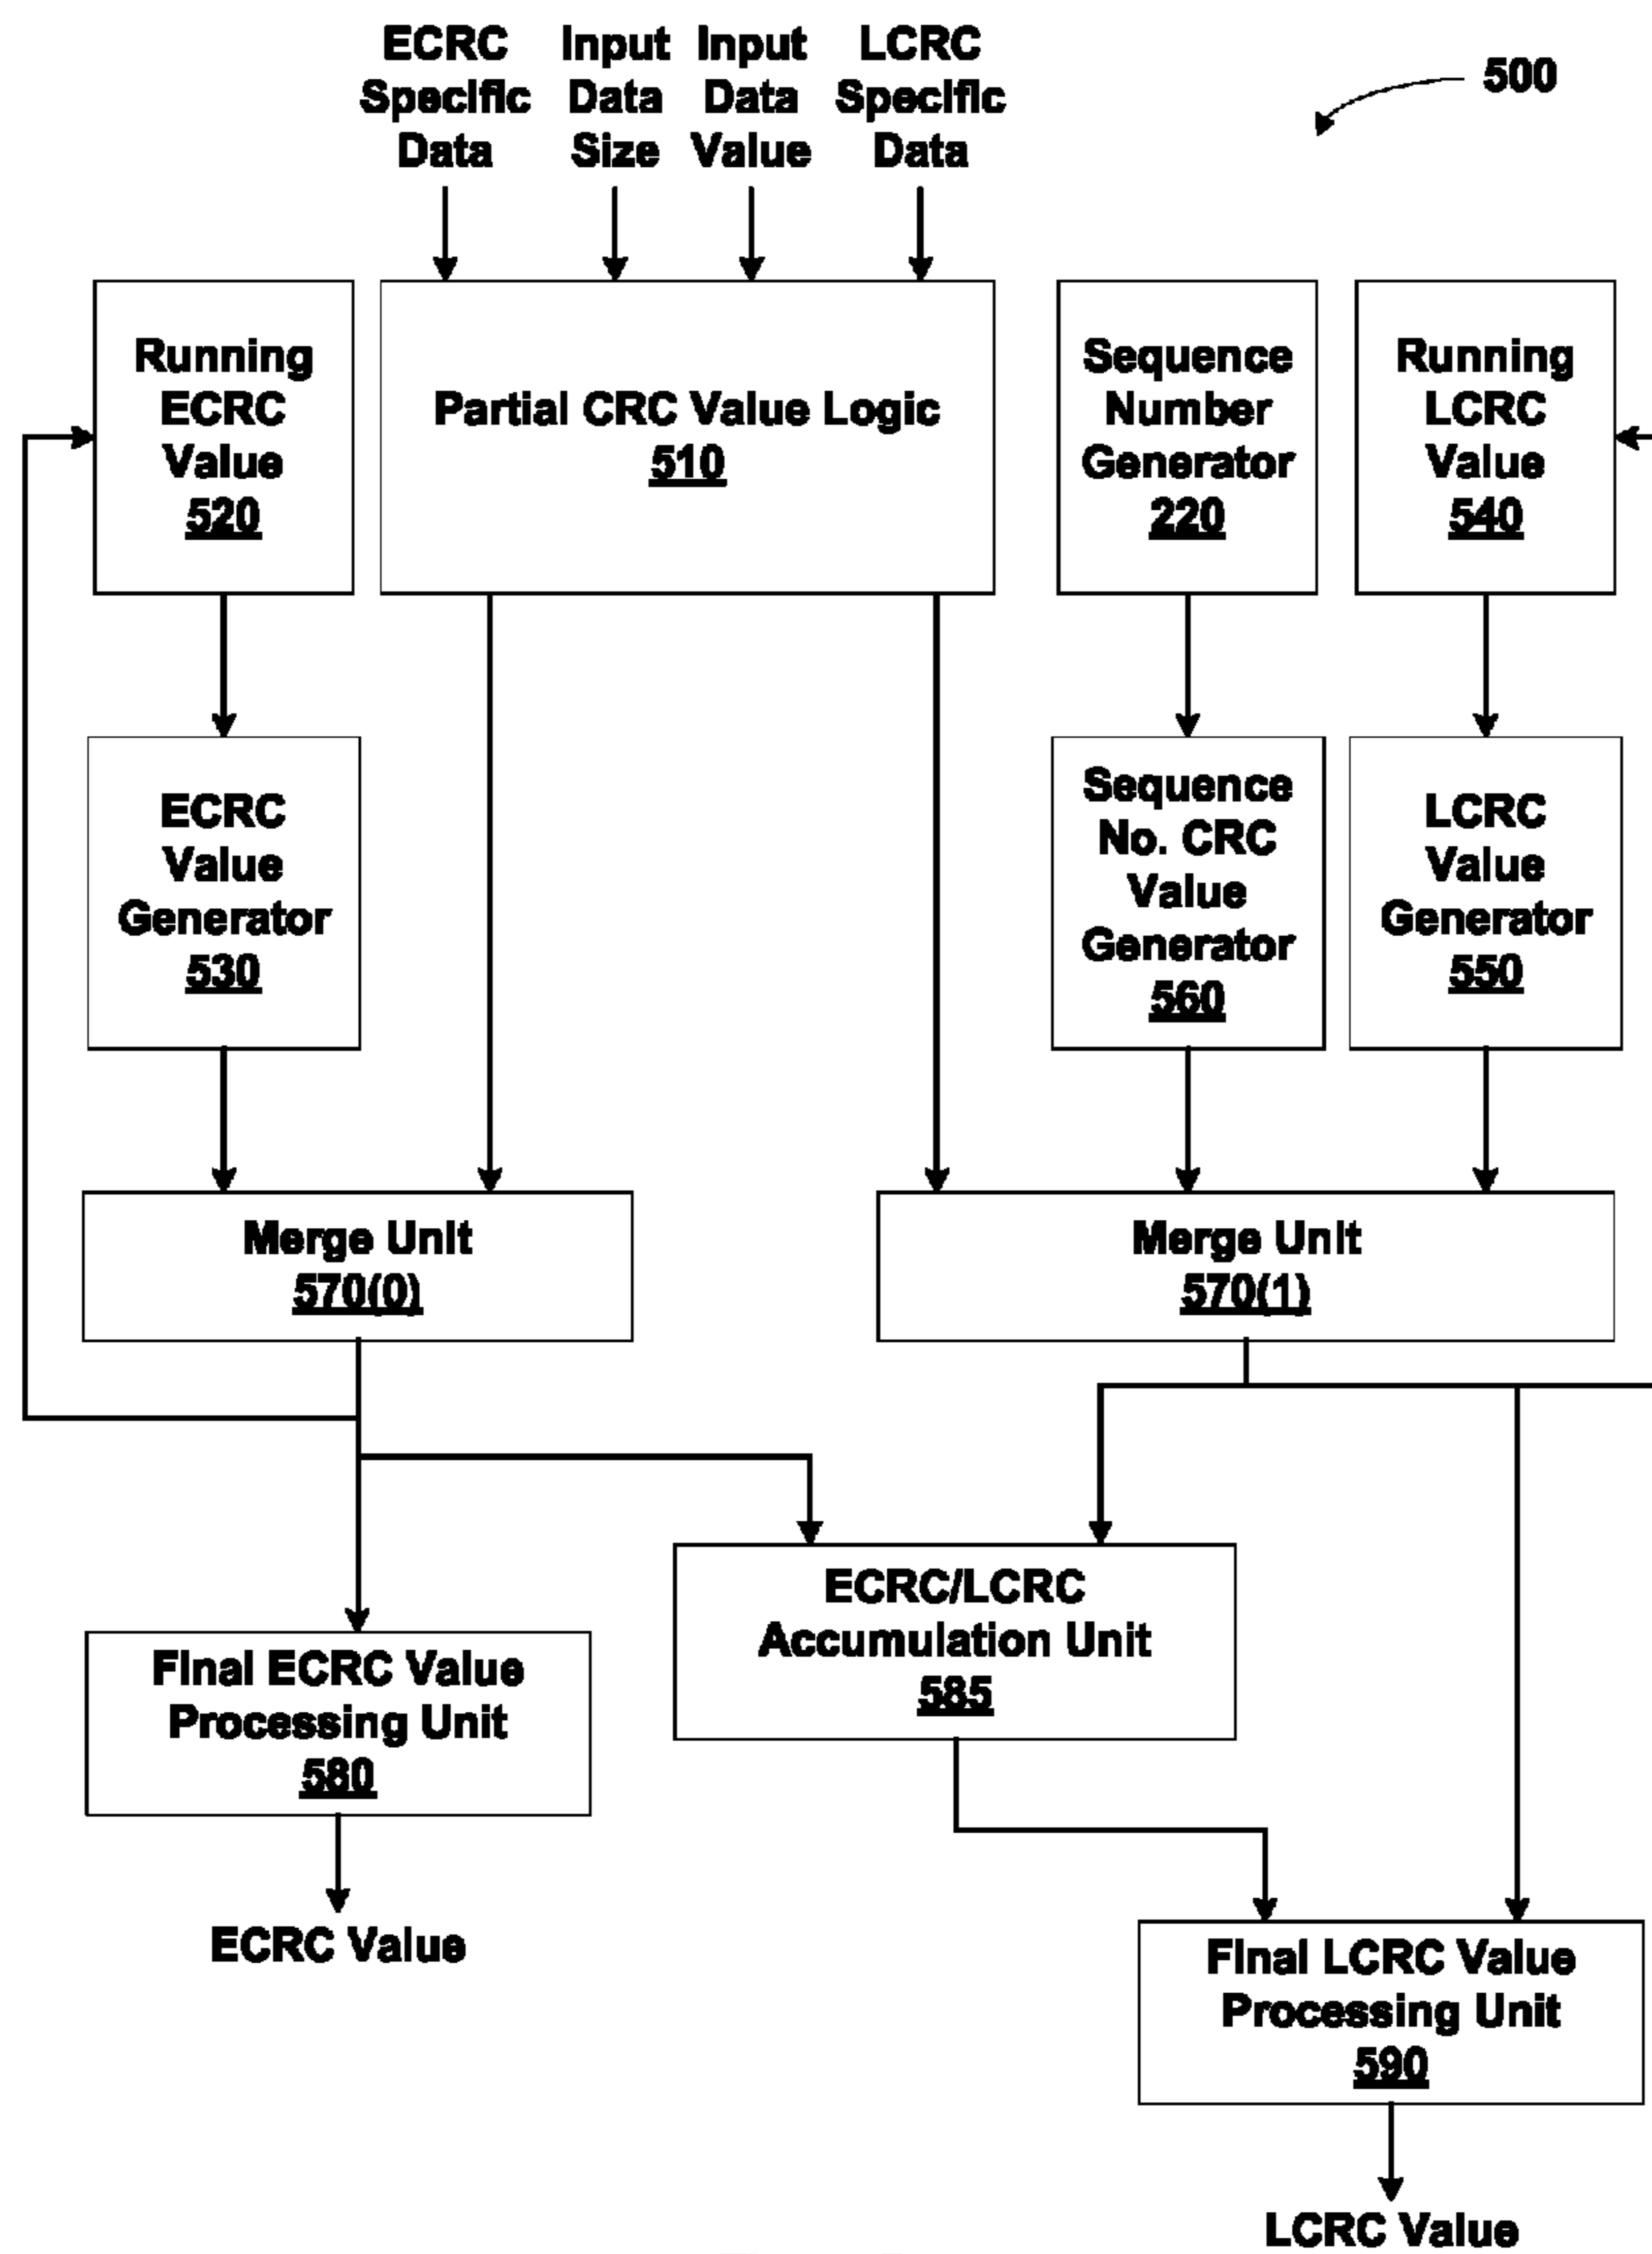 ECRC
Specific
Data
Input
Data
Size
Input
Data
Value
LCRC
Specific
Data
500
Running
ECRC
Value
520
Partial CRC Value Logic
510
Sequence
Number
Generator
220
Running
LCRC
Value
540
ECRC
Value
Generator
530
Sequence
No. CRC
Value
Generator
560
LCRC
Value
Generator
550
Merge Unit
570(0)
Merge Unit
570(1)
ECRC/LCRC
Accumulation Unit
585
Final ECRC Value
Processing Unit
580
ECRC Value
Final LCRC Value
Processing Unit
590
LCRC Value